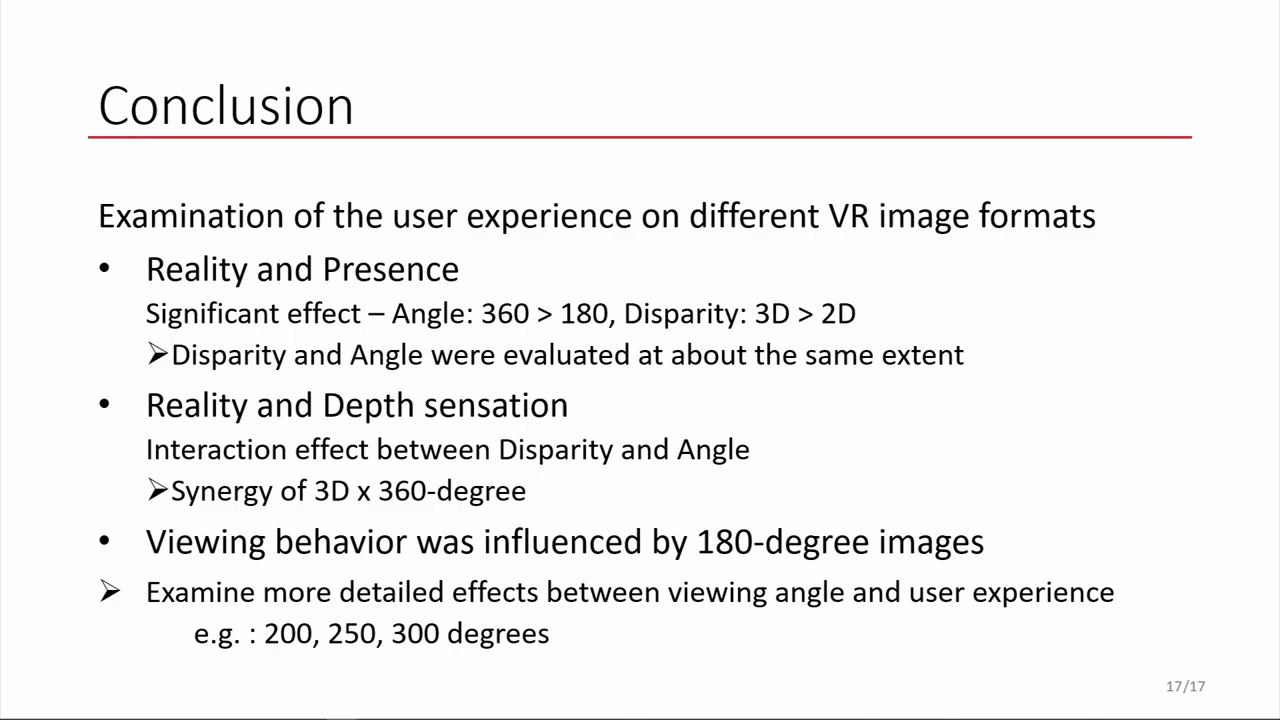 Conclusion
Examination of the user experience on different VR image formats
• Reality and Presence
Significant effect – Angle: 360 > 180, Disparity: 3D > 2D
➢Disparity and Angle were evaluated at about the same extent
• Reality and Depth sensation
Interaction effect between Disparity and Angle
➢Synergy of 3D x 360-degree
• Viewing behavior was influenced by 180-degree images
➢ Examine more detailed effects between viewing angle and user experience
e.g. : 200, 250, 300 degrees
17/17